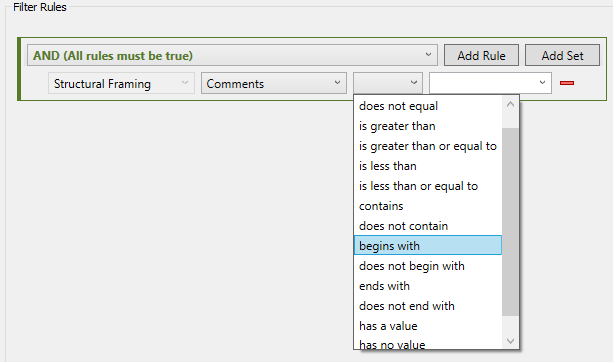 Filter Rules
AND (All rules must be true)
Add Rule
Add Set
Structural Framing
Comments
does not equal
is greater than
is greater than or equal to
is less than
is less than or equal to
contains
does not contain
begins with
does not begin with
ends with
does not end with
has a value
has no value